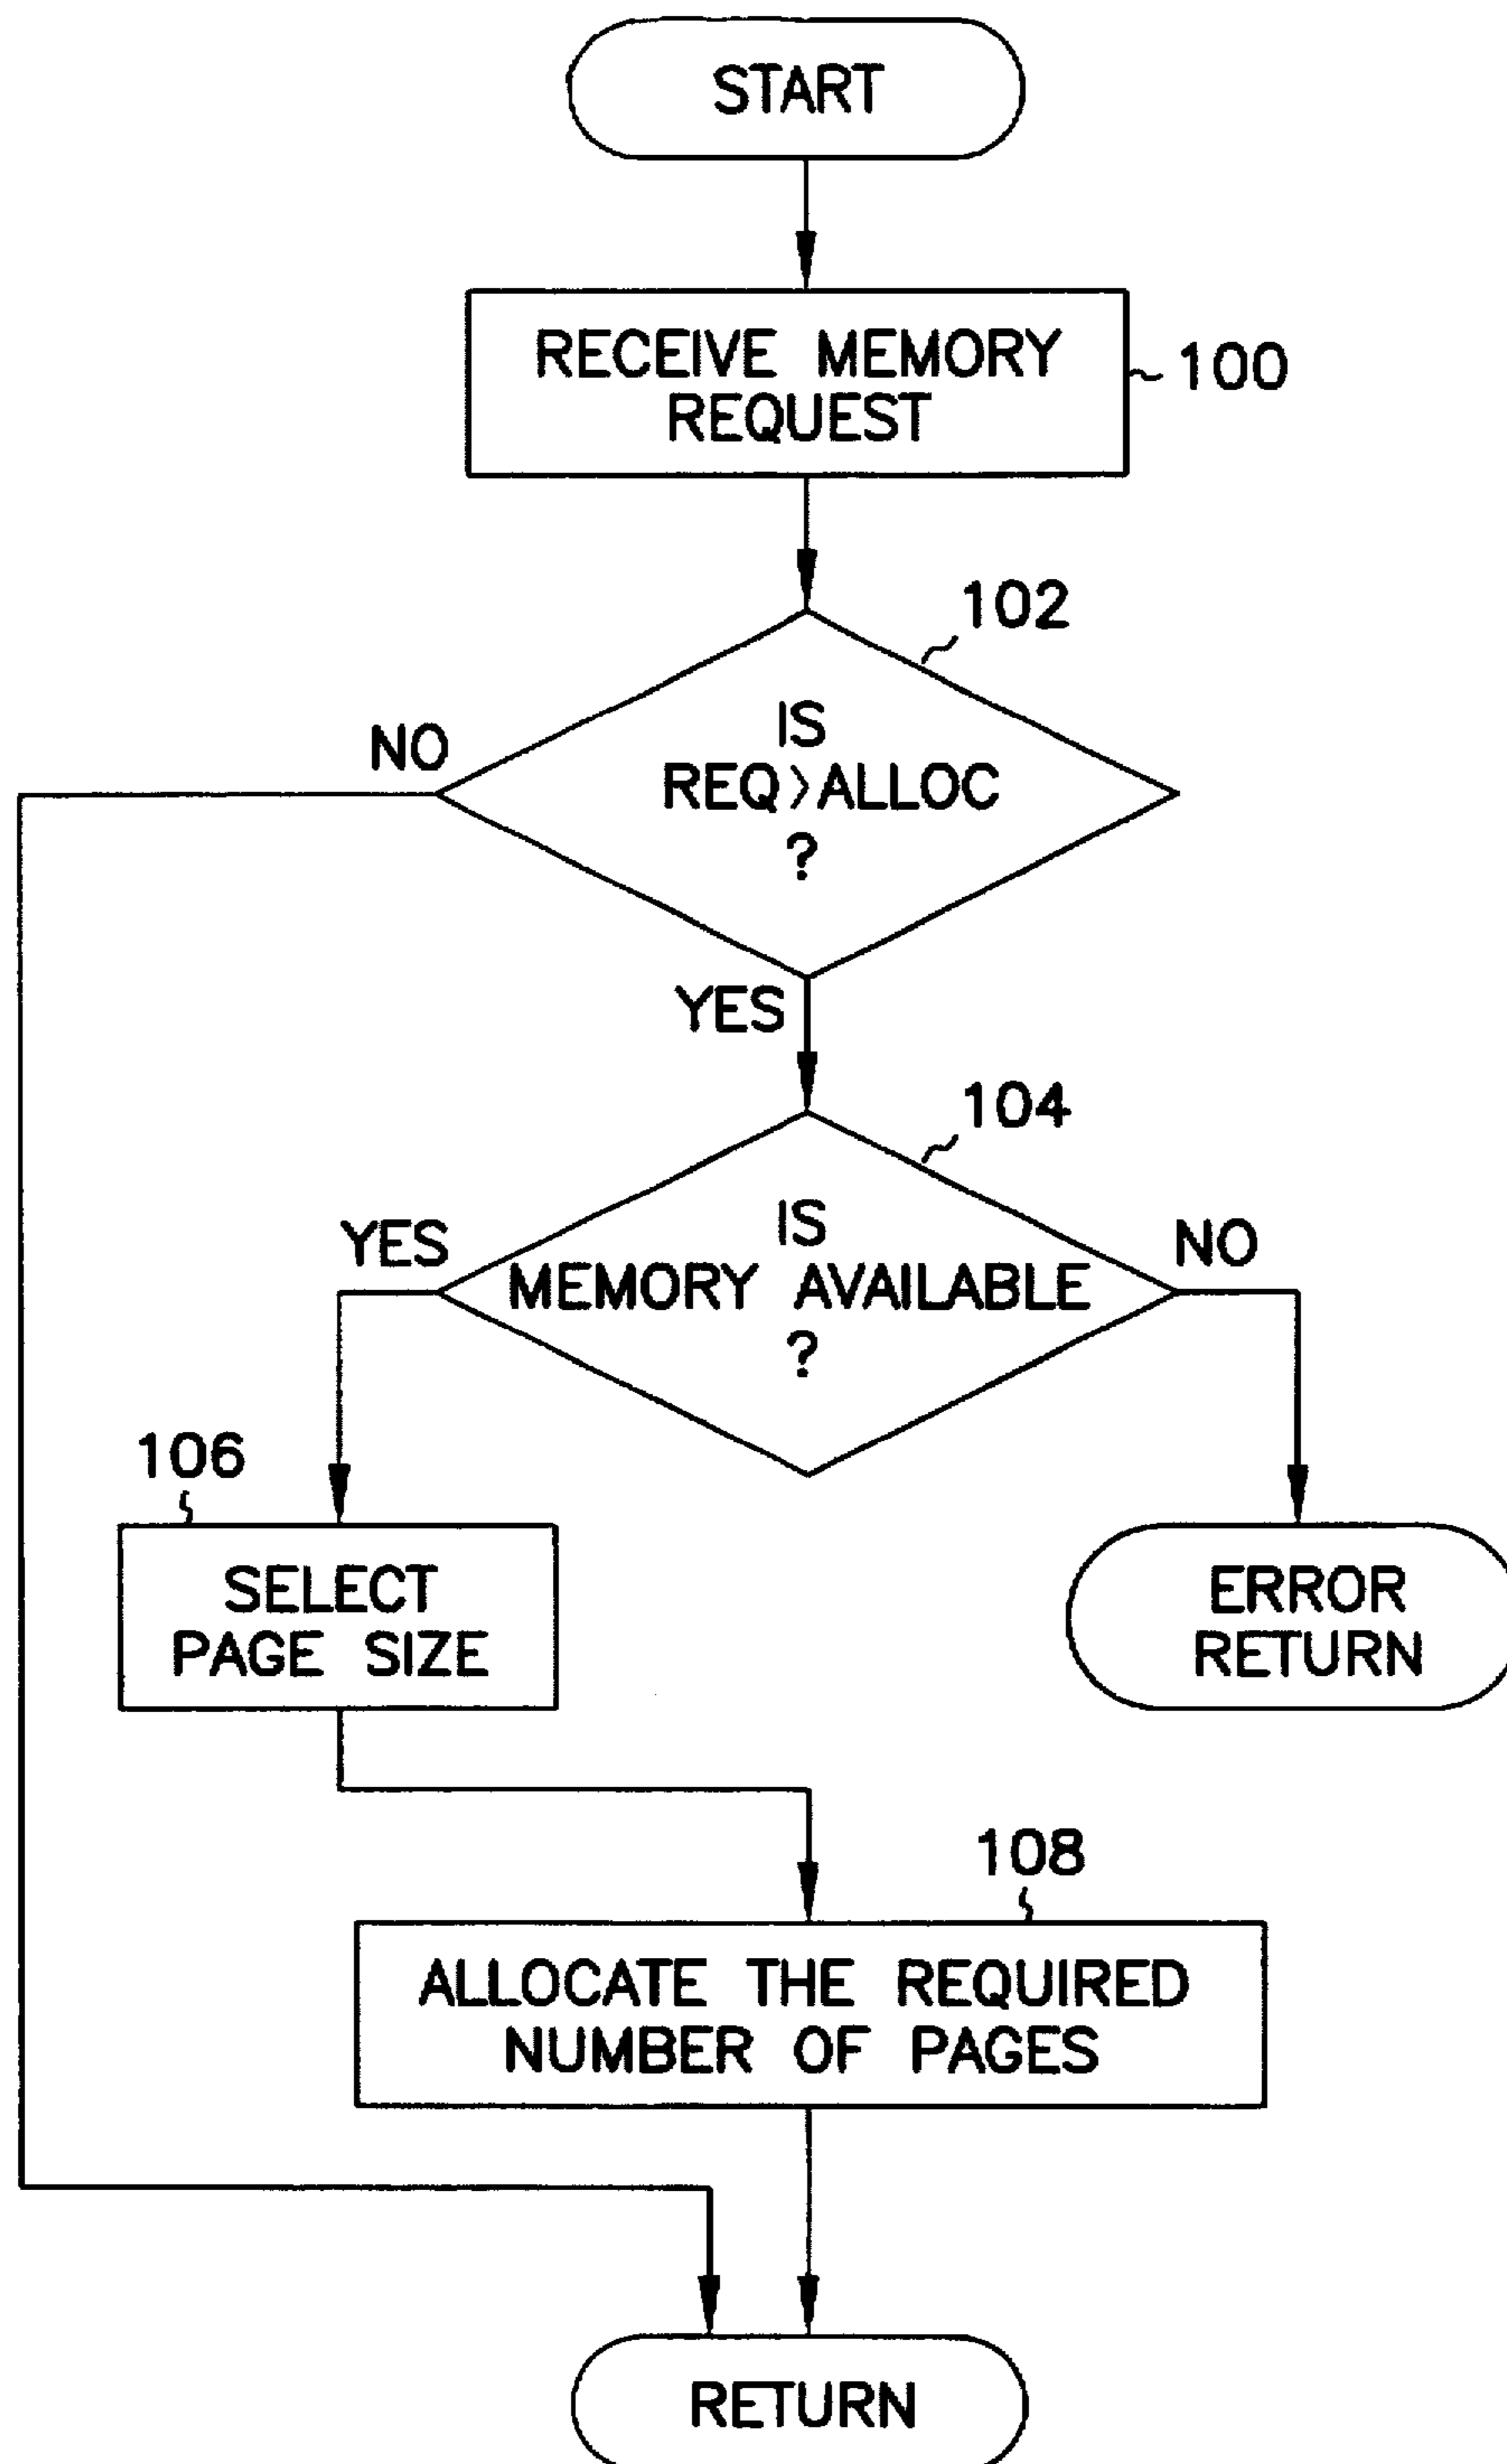 START
RECEIVE MEMORY
REQUEST
100
102
IS
REQ>ALLOC
?
NO
YES
104
IS
MEMORY AVAILABLE
?
YES
NO
106
SELECT
PAGE SIZE
ERROR
RETURN
108
ALLOCATE THE REQUIRED
NUMBER OF PAGES
RETURN